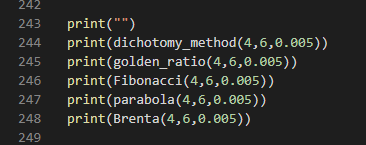 242
243 print("")
244 print(dichotomy_method(4,6,0.005))
245 print(golden_ratio(4,6,0.005))
246 print(Fibonacci(4,6,0.005))
247 print(parabola(4,6,0.005))
248 print(Brenta(4,6,0.005))
249